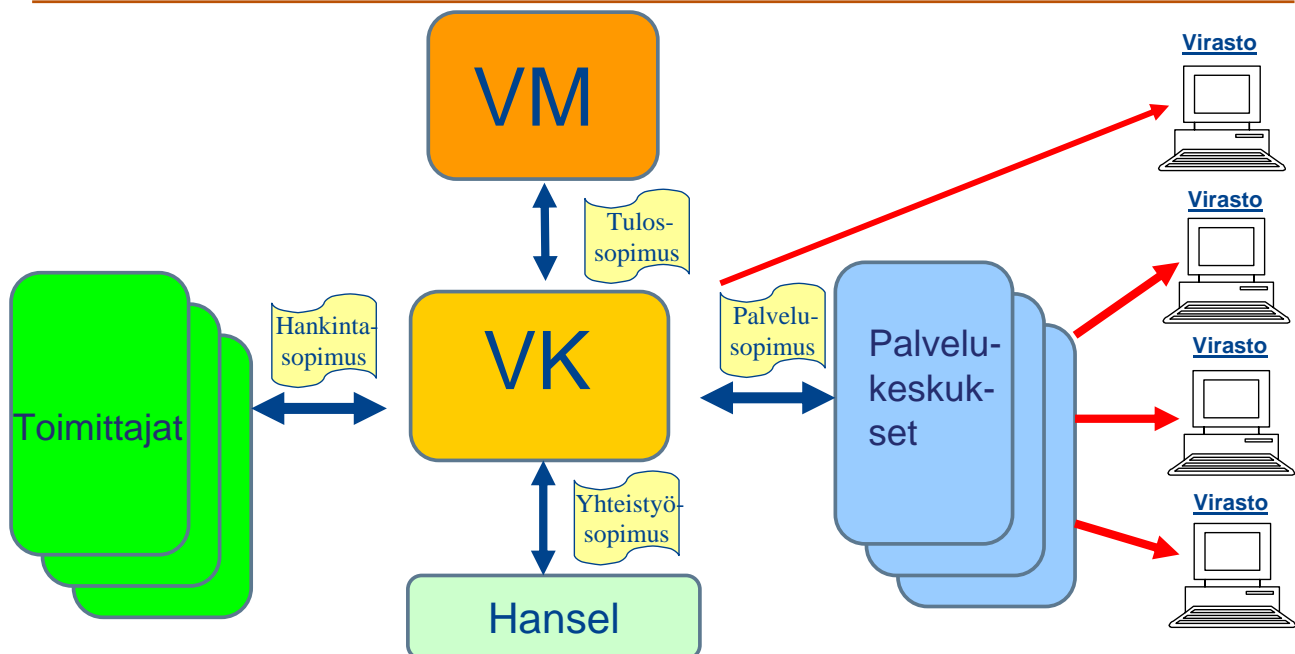 VM
Virasto
Virasto
Tulos-
sopimus
Toimittajat
Hankinta-
sopimus
VK
Palvelu-
sopimus
Palvelu-
keskuk-
set
Virasto
Yhteistyö-
sopimus
Virasto
Hansel